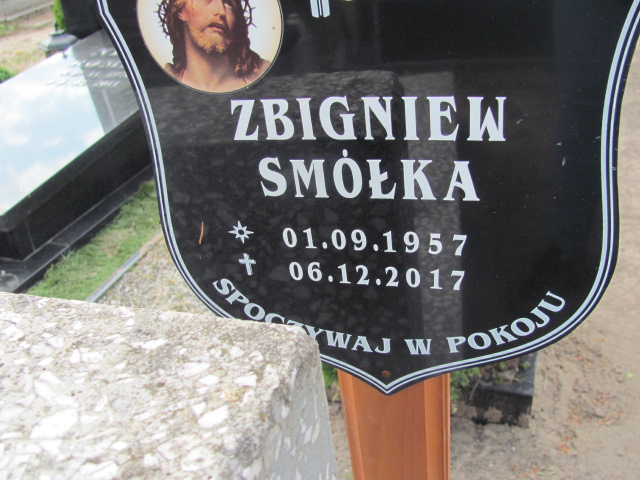 ZBIGNIEW
SMÓŁKA
01.09.1957
06.12.2017
SPOCZYWAJ W POKOJU